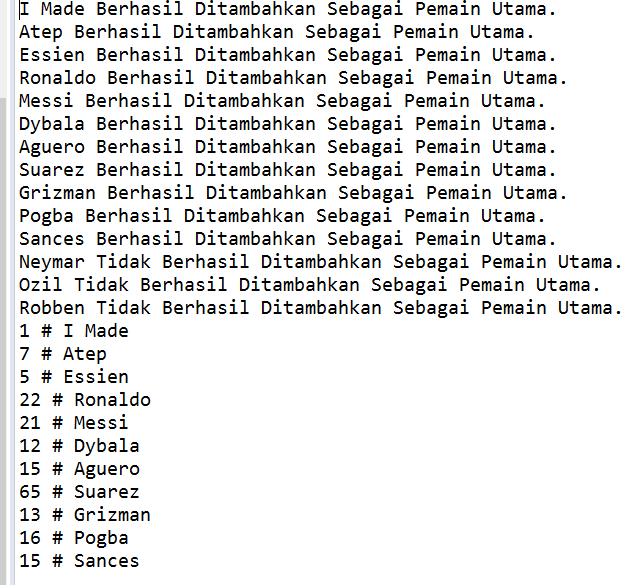 I Made Berhasil Ditambahkan Sebagai Pemain Utama.
Atep Berhasil Ditambahkan Sebagai Pemain Utama.
Essien Berhasil Ditambahkan Sebagai Pemain Utama.
Ronaldo Berhasil Ditambahkan Sebagai Pemain Utama.
Messi Berhasil Ditambahkan Sebagai Pemain Utama.
Dybala Berhasil Ditambahkan Sebagai Pemain Utama.
Aguero Berhasil Ditambahkan Sebagai Pemain Utama.
Suarez Berhasil Ditambahkan Sebagai Pemain Utama.
Grizman Berhasil Ditambahkan Sebagai Pemain Utama.
Pogba Berhasil Ditambahkan Sebagai Pemain Utama.
Sances Berhasil Ditambahkan Sebagai Pemain Utama.
Neymar Tidak Berhasil Ditambahkan Sebagai Pemain Utama.
Ozil Tidak Berhasil Ditambahkan Sebagai Pemain Utama.
Robben Tidak Berhasil Ditambahkan Sebagai Pemain Utama.
1 # I Made
7 # Atep
5 # Essien
22 # Ronaldo
21 # Messi
12 # Dybala
15 # Aguero
65 # Suarez
13 # Grizman
16 # Pogba
15 # Sances